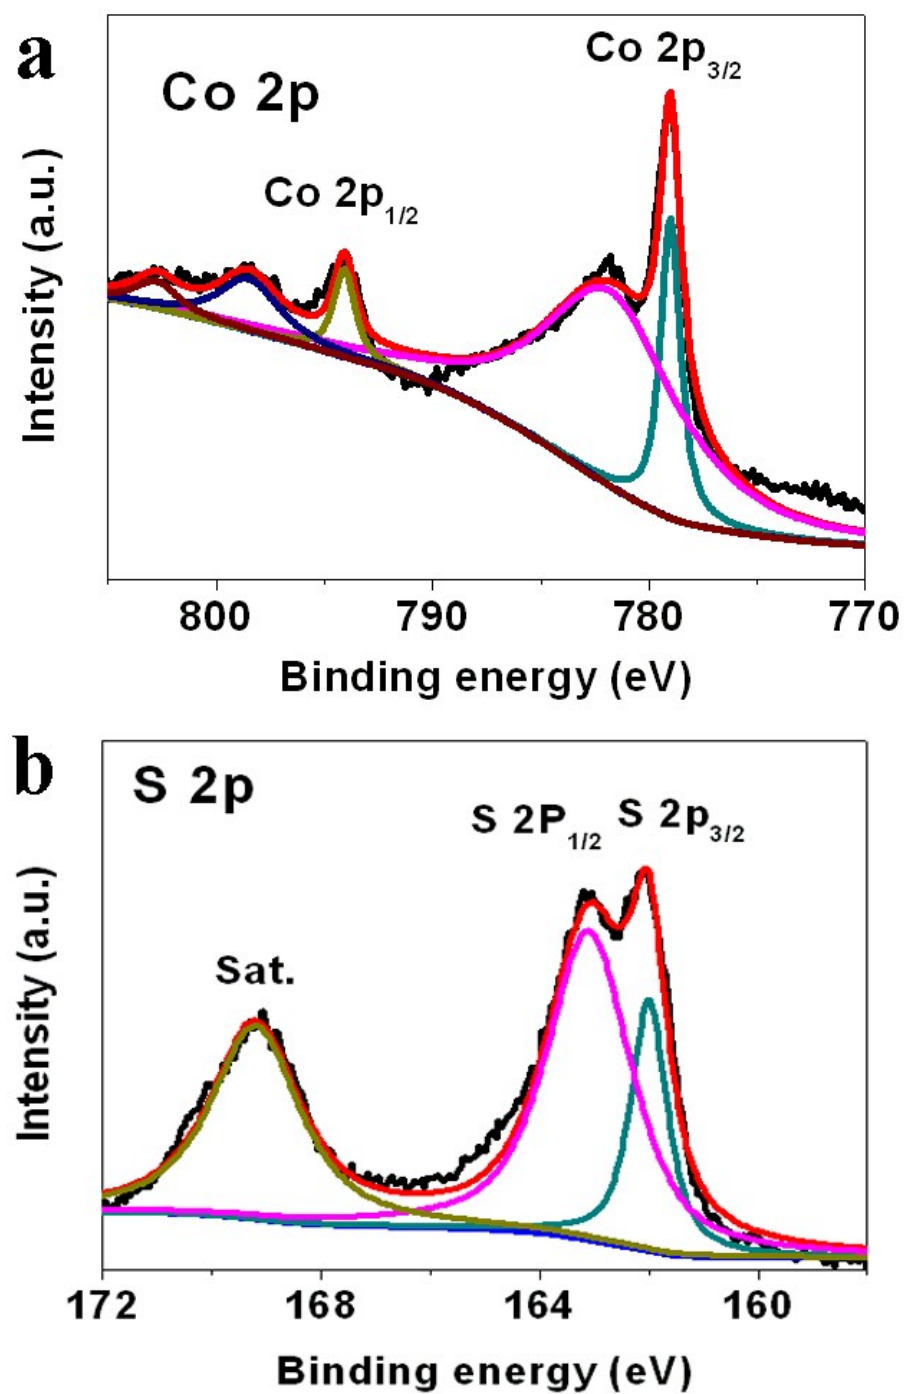 a
Co 2p
Co 2p3/2
Co 2p1/2
Intensity (a.u.)
800 790 780 770
Binding energy (eV)
b
S 2p
S 2P1/2 S 2p3/2
Sat.
Intensity (a.u.)
172 168 164 160
Binding energy (eV)